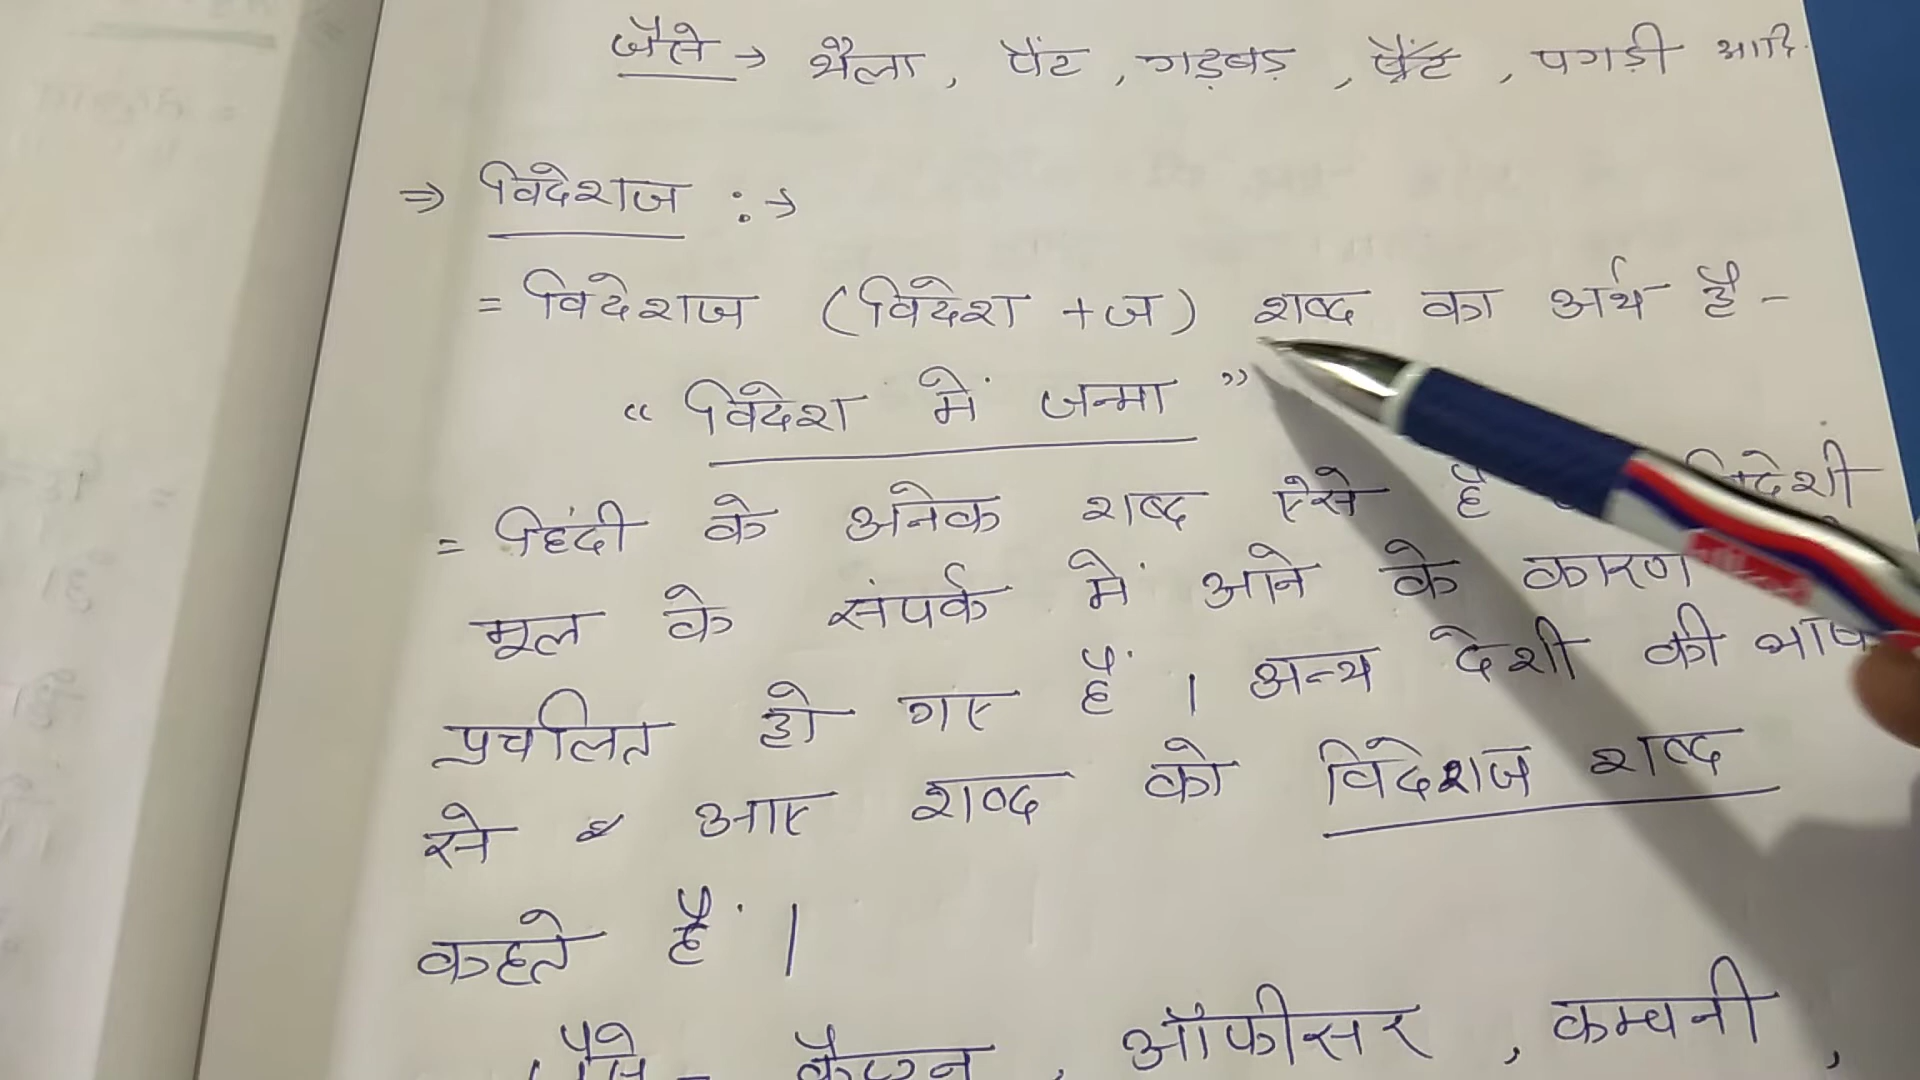 जैसे → थैला, पैंट, गड़बड़, पगड़ी आदि
⇒ विदेशज :→
= विदेशज (विदेश + ज) शब्द का अर्थ है -
“ विदेश में जन्मा ”
= हिंदी के अनेक शब्द ऐसे विदेशी
मूल के संपर्क में आने के कारण
प्रचलित हो गए हैं । अन्य देशी की
से आए शब्द को विदेशज शब्द
कहते हैं ।
जैसे - कैप्टन, ऑफीसर, कम्पनी,